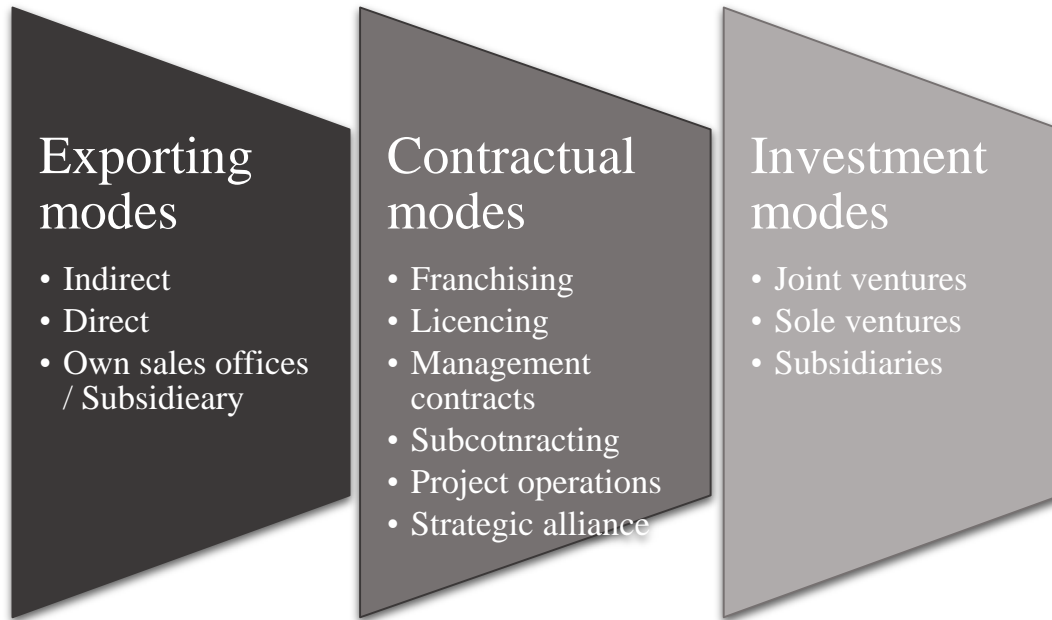 Exporting
modes
• Indirect
• Direct
• Own sales offices
/ Subsidieary
Contractual
modes
• Franchising
• Licencing
• Management
contracts
• Subcotnracting
• Project operations
• Strategic alliance
Investment
modes
• Joint ventures
• Sole ventures
• Subsidiaries